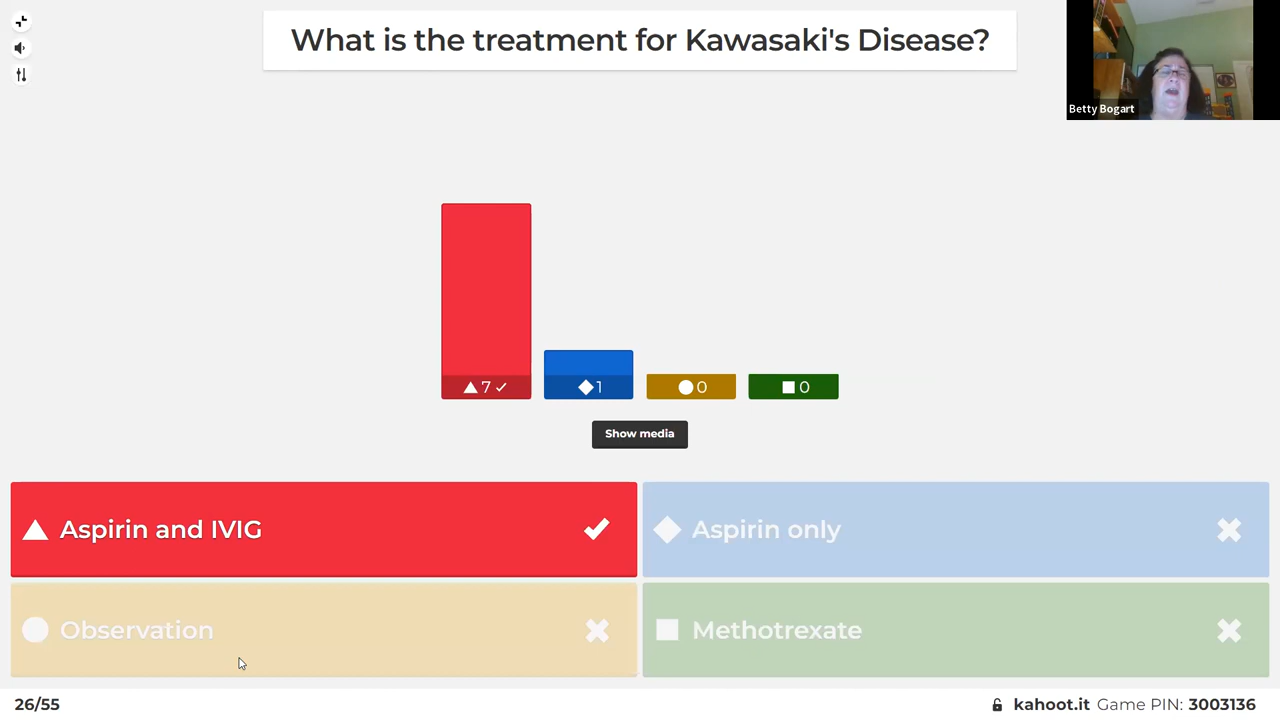 What is the treatment for Kawasaki's Disease?
Betty Bogart
7
1
0
0
Show media
Aspirin and IVIG
Aspirin only
Observation
Methotrexate
26/55
kahoot.it Game PIN: 3003136